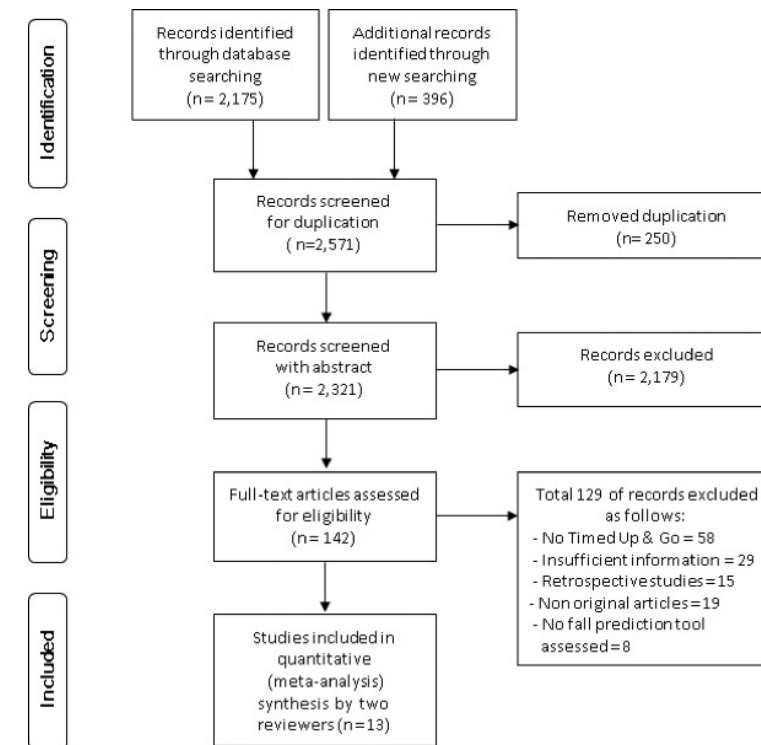 Identification
Records identified
through database
searching
(n= 2,175)
Additional records
identified through
new searching
(n= 396)
Screening
Records screened
for duplication
( n=2,571)
Removed duplication
(n= 250)
Records screened
with abstract
(n= 2,321)
Records excluded
(n= 2,179)
Eligibility
Full-text articles assessed
for eligibility
(n= 142)
Total 129 of records excluded
as follows:
- No Timed Up & Go = 58
- Insufficient information = 29
- Retrospective studies=15
- Non original articles=19
- No fall prediction tool
assessed=8
Included
Studies included in
quantitative
(meta-analysis)
synthesis by two
reviewers (n=13)